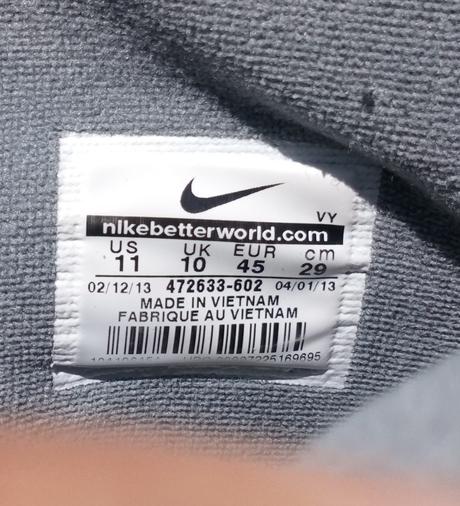 VY
nikebetterworld.com
US UK EUR cm
11 10 45 29
02/12/13 472633-602 04/01/13
MADE IN VIETNAM
FABRIQUE AU VIETNAM